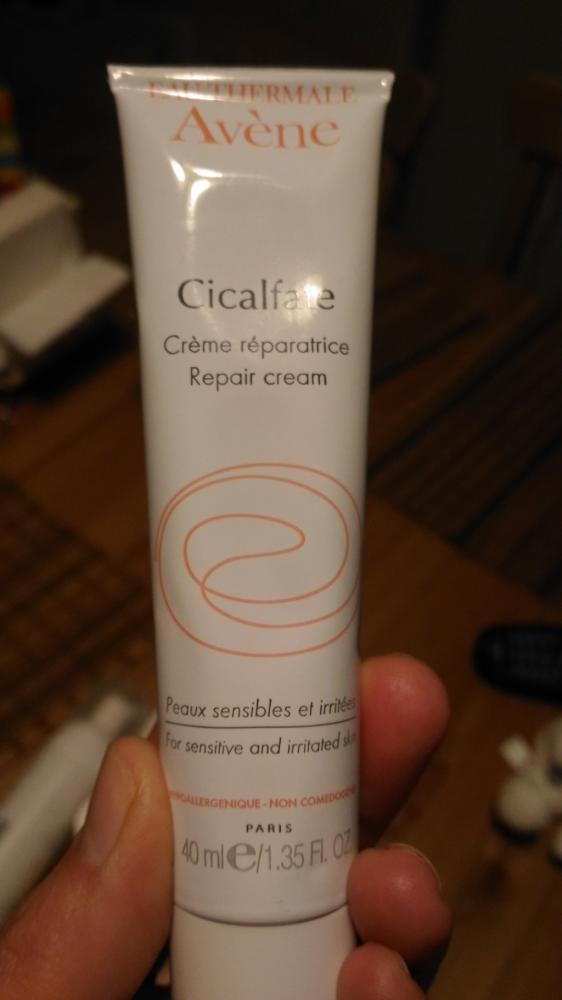 EAU THERMALE
Avène
Cicalfate
Crème réparatrice
Repair cream
Peaux sensibles et irritées
For sensitive and irritated skin
HYPOALLERGENIQUE - NON COMEDOGENE
PARIS
40 ml e/1.35 Fl. OZ